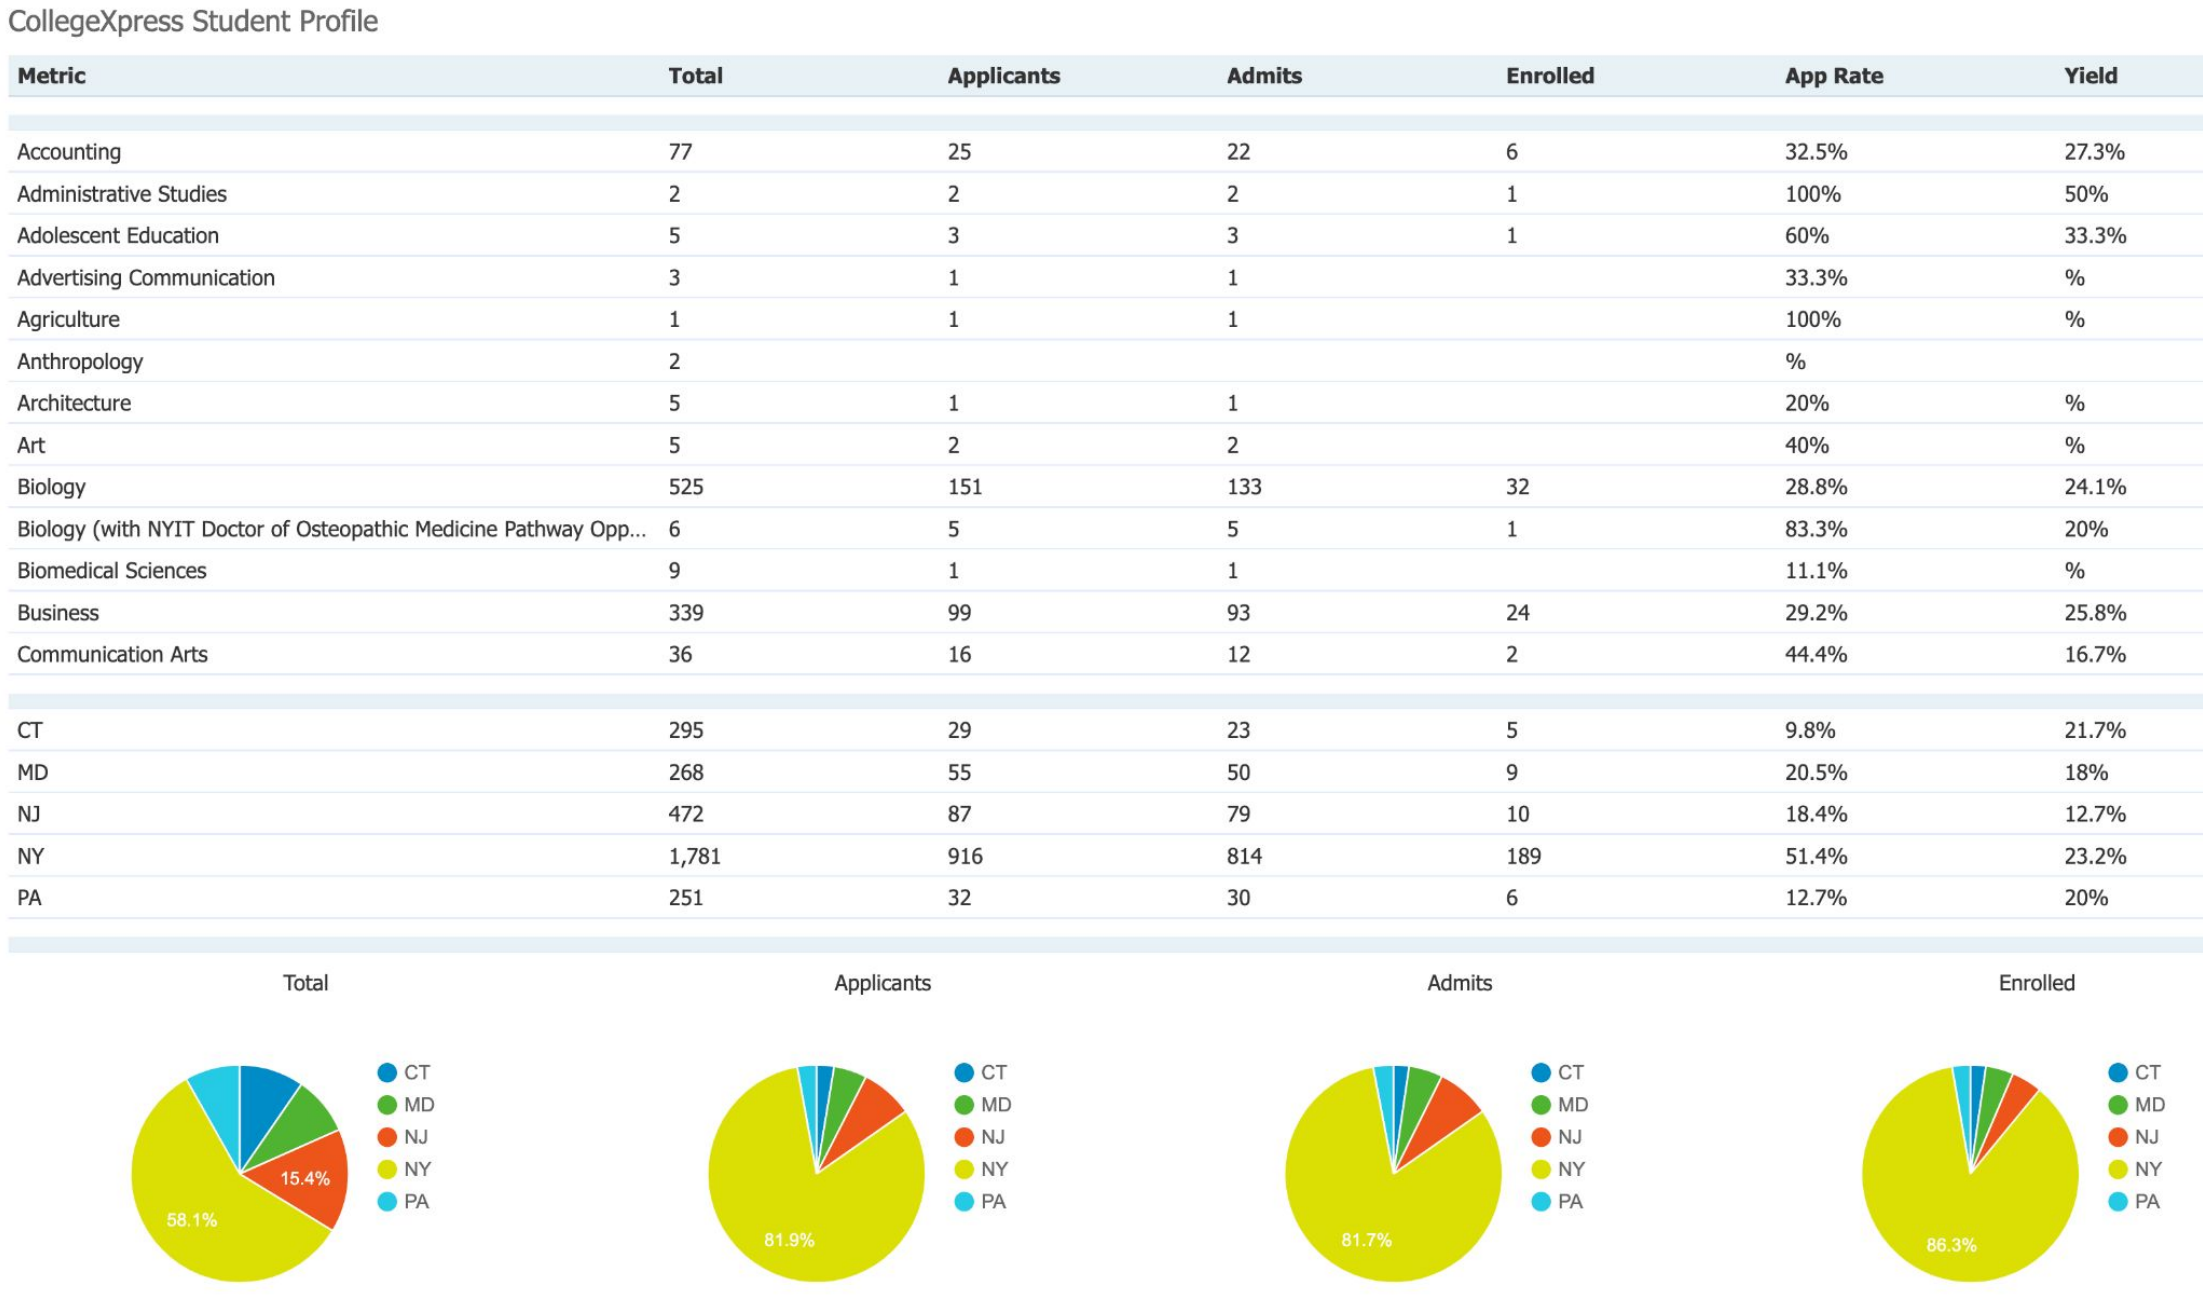 CollegeXpress Student Profile
Metric Total Applicants Admits Enrolled App Rate Yield
Accounting 77 25 22 6 32.5% 27.3%
Administrative Studies 2 2 2 1 100% 50%
Adolescent Education 5 3 3 1 60% 33.3%
Advertising Communication 3 1 1 33.3% %
Agriculture 1 1 1 100% %
Anthropology 2 %
Architecture 5 1 1 20% %
Art 5 2 2 40% %
Biology 525 151 133 32 28.8% 24.1%
Biology (with NYIT Doctor of Osteopathic Medicine Pathway Opp... 6 5 5 1 83.3% 20%
Biomedical Sciences 9 1 1 11.1% %
Business 339 99 93 24 29.2% 25.8%
Communication Arts 36 16 12 2 44.4% 16.7%
CT 295 29 23 5 9.8% 21.7%
MD 268 55 50 9 20.5% 18%
NJ 472 87 79 10 18.4% 12.7%
NY 1,781 916 814 189 51.4% 23.2%
PA 251 32 30 6 12.7% 20%
Total Applicants Admits Enrolled
CT CT CT CT
MD MD MD MD
NJ NJ NJ NJ
15.4%
NY NY NY NY
PA PA PA PA
58.1% 81.9% 81.7% 86.3%